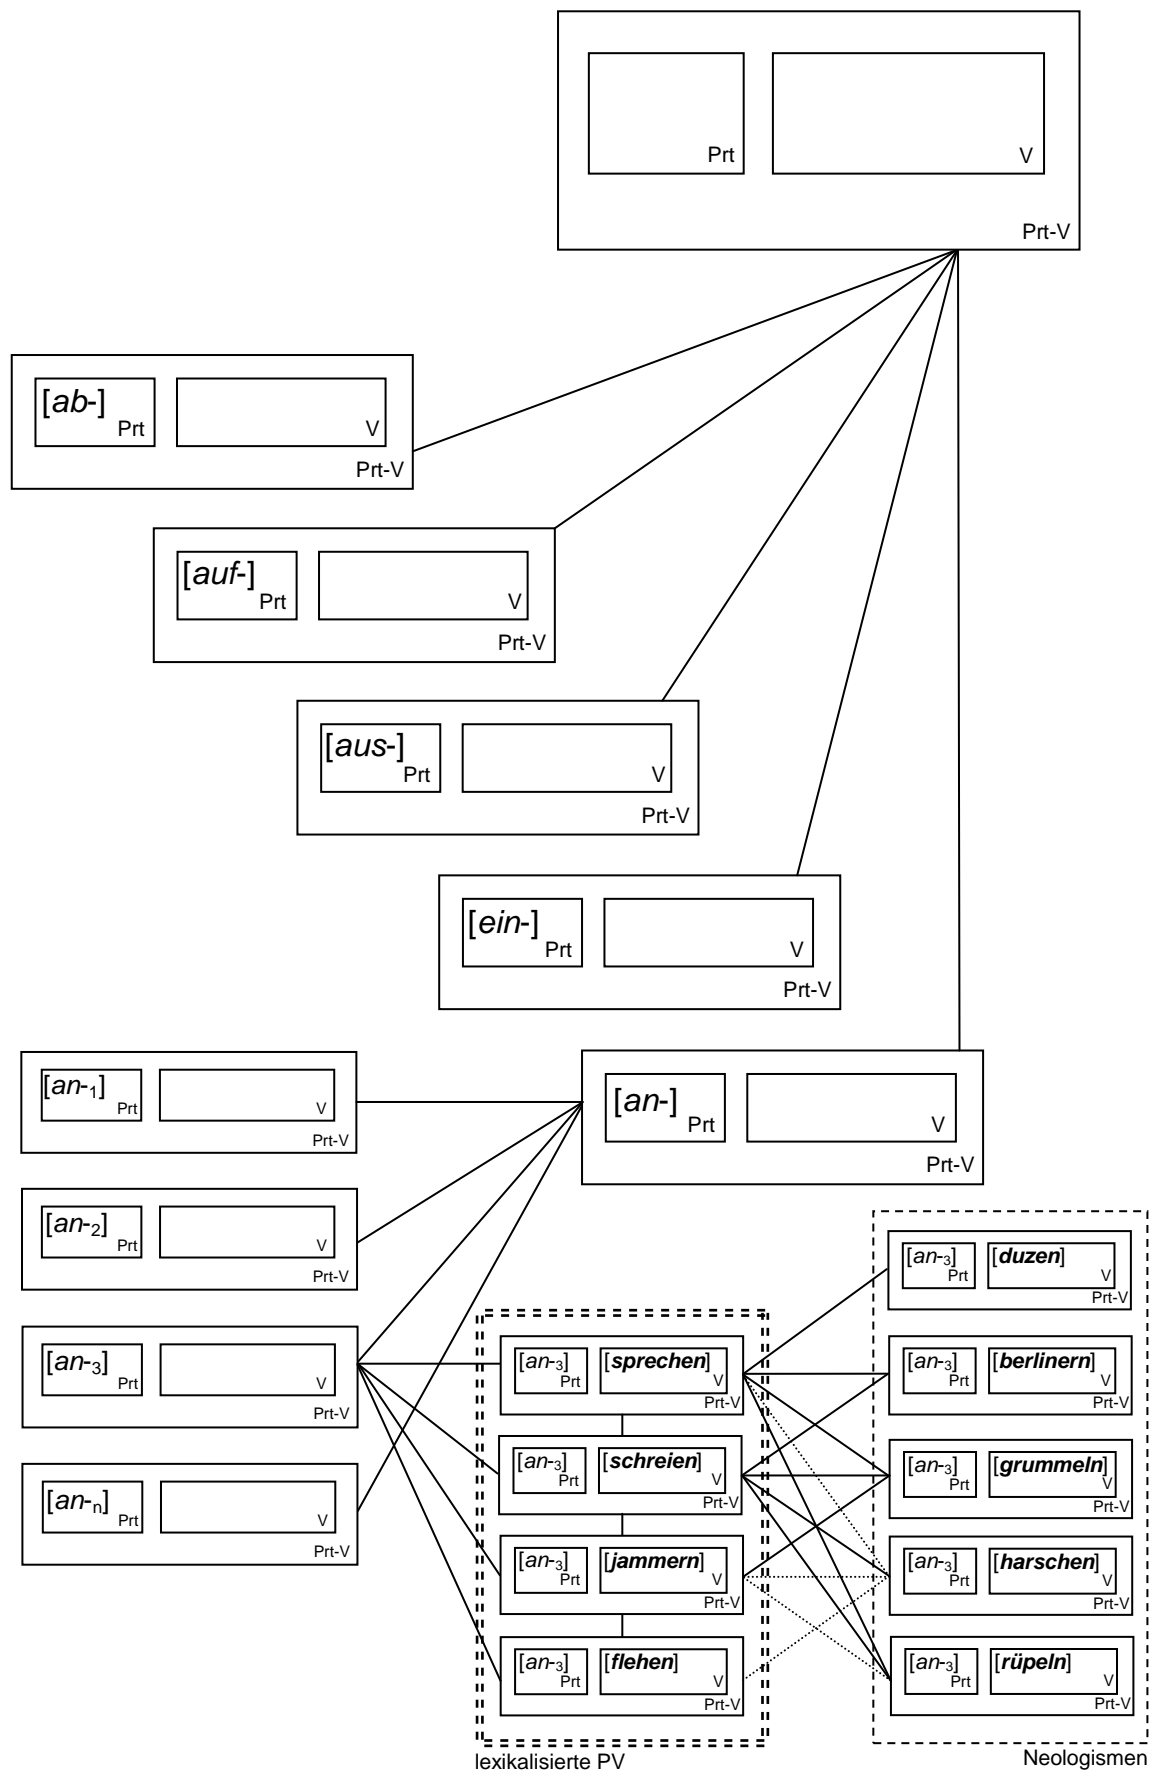 Prt
V
Prt-V
[ab-]
Prt
V
Prt-V
[auf-]
Prt
V
Prt-V
[aus-]
Prt
V
Prt-V
[ein-]
Prt
V
Prt-V
[an-]
Prt
V
Prt-V
[an-₁]
Prt
V
Prt-V
[an-₂]
Prt
V
Prt-V
[an-₃]
Prt
V
Prt-V
[an-ₙ]
Prt
V
Prt-V
[an-₃]
Prt
[sprechen]
V
Prt-V
[an-₃]
Prt
[schreien]
V
Prt-V
[an-₃]
Prt
[jammern]
V
Prt-V
[an-₃]
Prt
[flehen]
V
Prt-V
lexikalisierte PV
[an-₃]
Prt
[duzen]
V
Prt-V
[an-₃]
Prt
[berlinern]
V
Prt-V
[an-₃]
Prt
[grummeln]
V
Prt-V
[an-₃]
Prt
[harschen]
V
Prt-V
[an-₃]
Prt
[rüpeln]
V
Prt-V
Neologismen